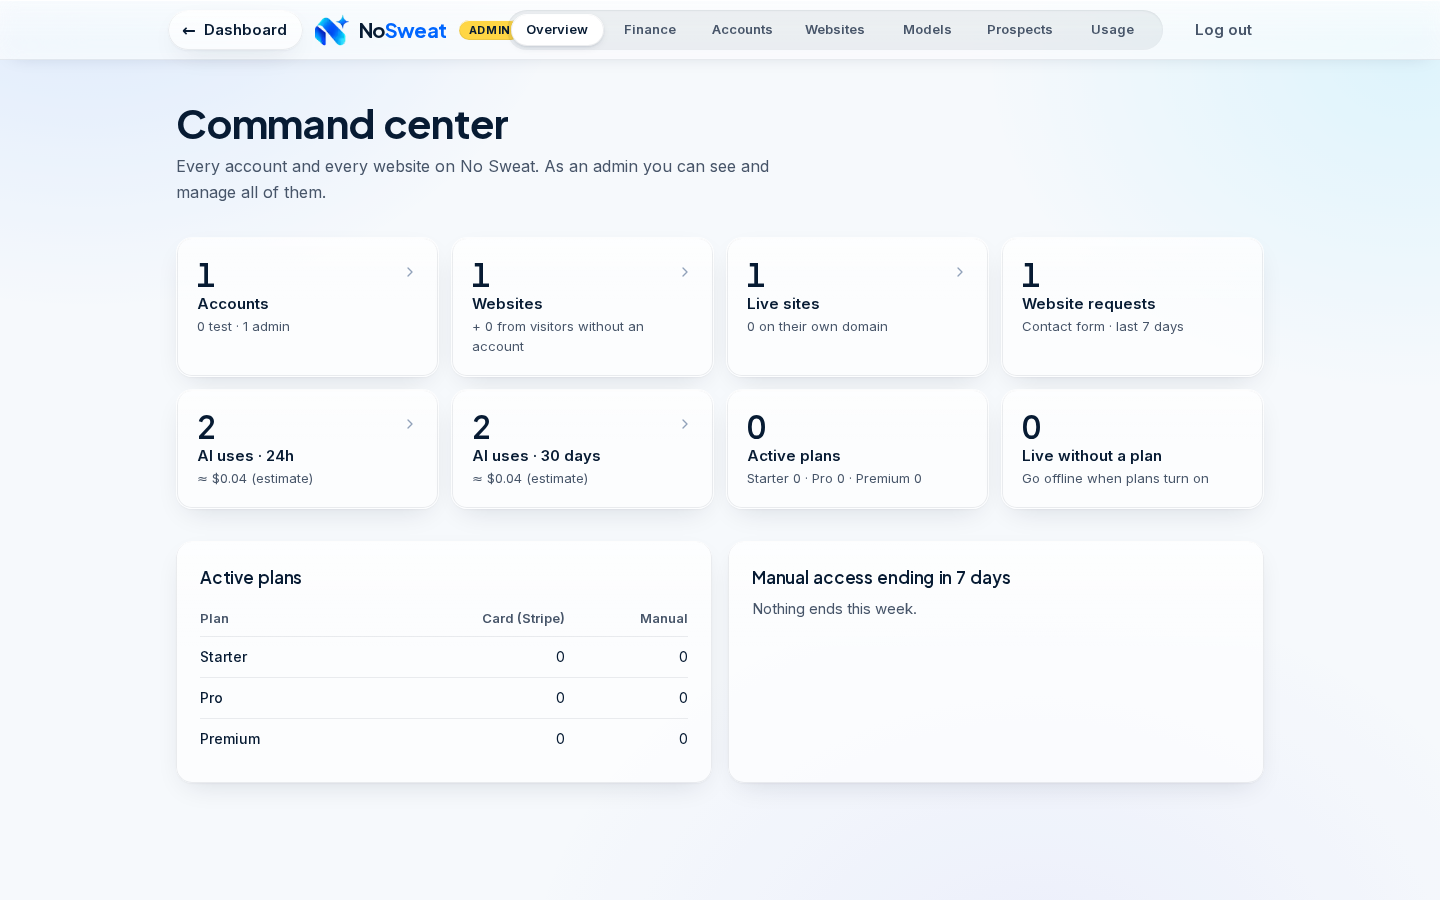 ← Dashboard
NoSweat
ADMIN
Overview
Finance
Accounts
Websites
Models
Prospects
Usage
Log out
Command center
Every account and every website on No Sweat. As an admin you can see and
manage all of them.
1
Accounts
0 test · 1 admin
1
Websites
+ 0 from visitors without an
account
1
Live sites
0 on their own domain
1
Website requests
Contact form · last 7 days
2
AI uses · 24h
≈ $0.04 (estimate)
2
AI uses · 30 days
≈ $0.04 (estimate)
0
Active plans
Starter 0 · Pro 0 · Premium 0
0
Live without a plan
Go offline when plans turn on
Active plans
Plan Card (Stripe) Manual
Starter 0 0
Pro 0 0
Premium 0 0
Manual access ending in 7 days
Nothing ends this week.